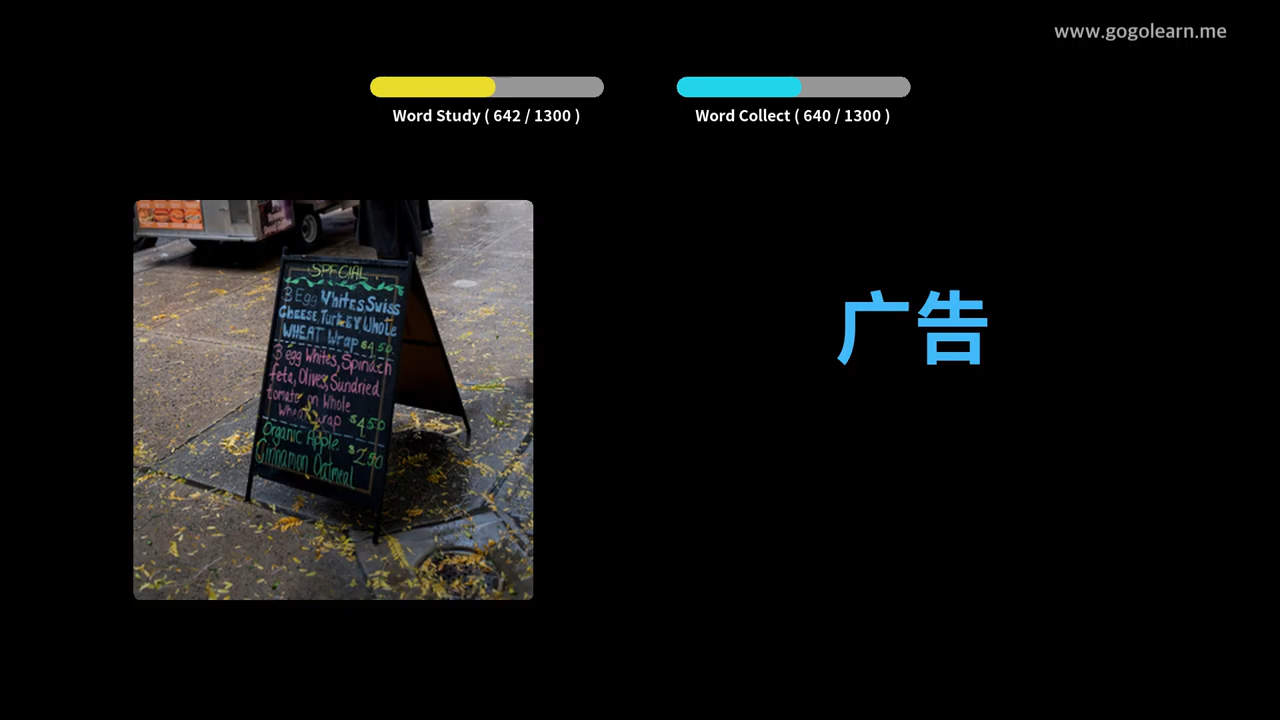 www.gogolearn.me
Word Study ( 642 / 1300 )
Word Collect ( 640 / 1300 )
SPECIAL
3 Egg Whites, Swiss
Cheese, Turkey Whole
WHEAT Wrap $4.50
3 egg Whites, Spinach
feta, Olives, Sundried
tomato on Whole
Wheat wrap $4.50
Organic Apple
Cinnamon Oatmeal $2.50
广告